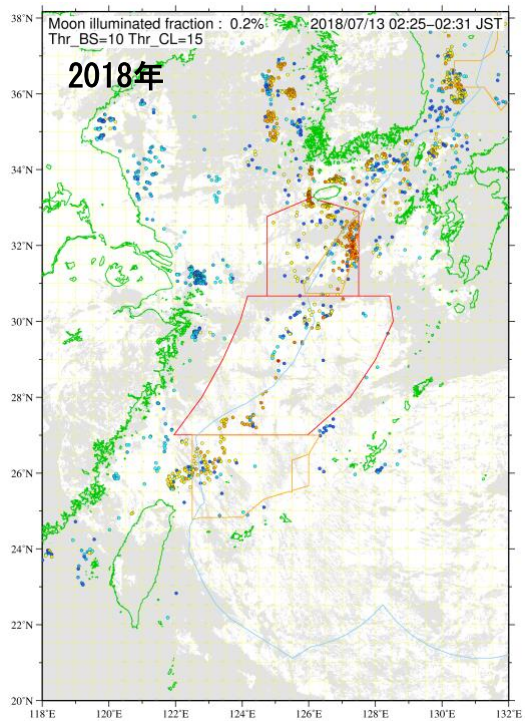 Moon illuminated fraction : 0.2% 2018/07/13 02:25−02:31 JST
Thr_BS=10 Thr_CL=15
2018年
38°N
36°N
34°N
32°N
30°N
28°N
26°N
24°N
22°N
20°N
118°E 120°E 122°E 124°E 126°E 128°E 130°E 132°E